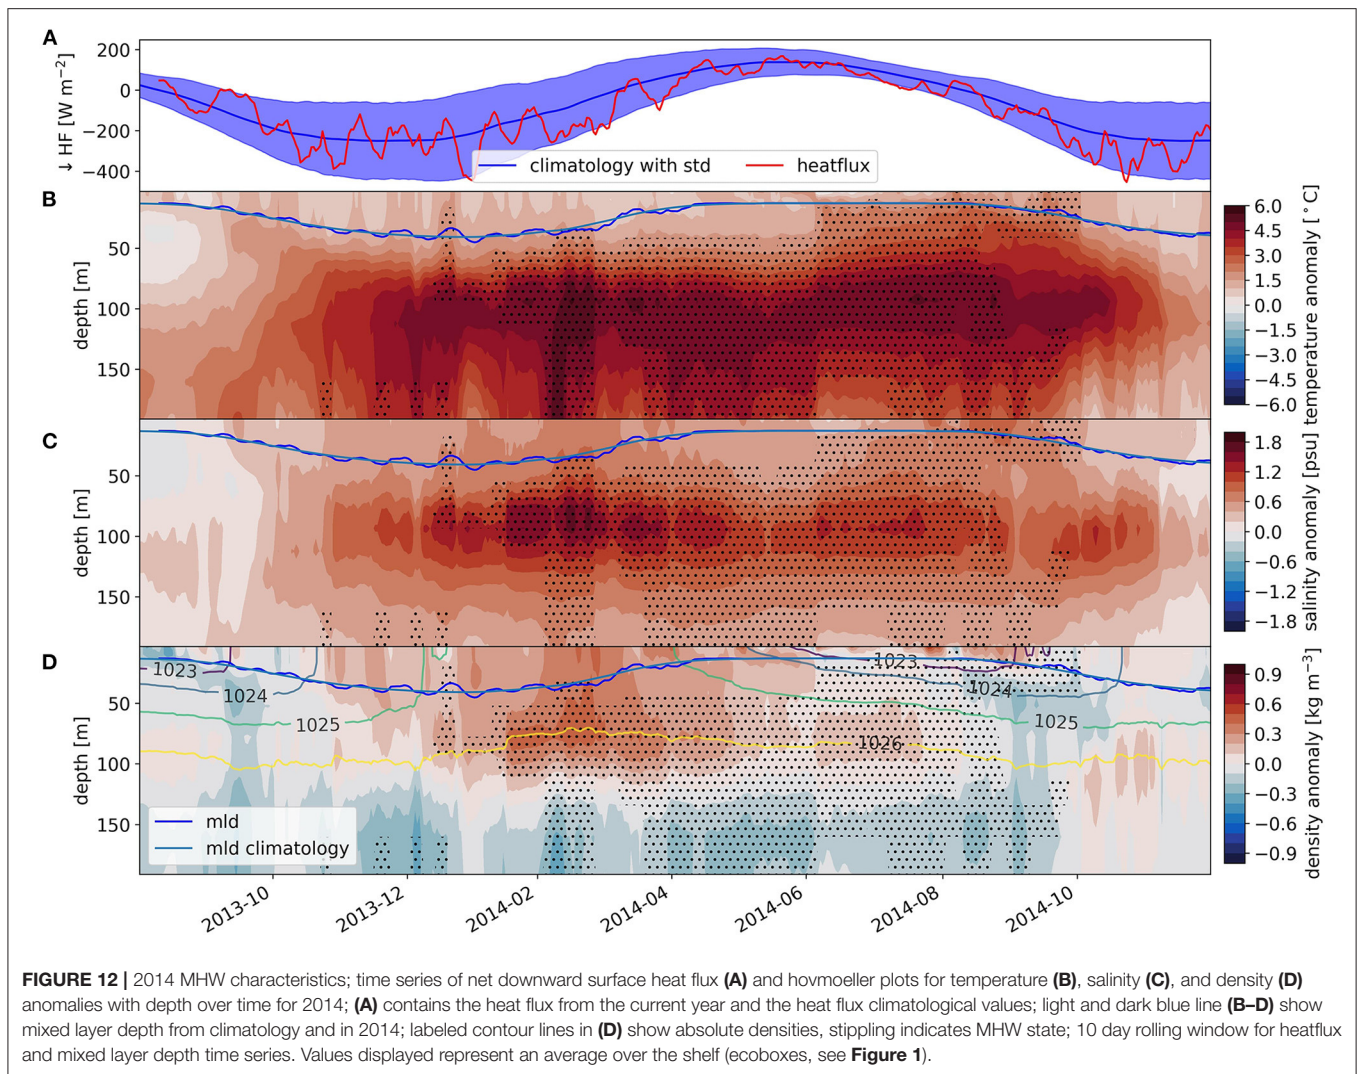 A
↓ HF [W m⁻²]
200
0
−200
−400
climatology with std
heatflux
B
depth [m]
50
100
150
6.0
4.5
3.0
1.5
0.0
−1.5
−3.0
−4.5
−6.0
temperature anomaly [°C]
C
depth [m]
50
100
150
1.8
1.2
0.6
0.0
−0.6
−1.2
−1.8
salinity anomaly [psu]
D
depth [m]
50
100
150
1023
1024
1025
1023
1024
1025
1026
mld
mld climatology
0.9
0.6
0.3
0.0
−0.3
−0.6
−0.9
density anomaly [kg m⁻³]
2013-10
2013-12
2014-02
2014-04
2014-06
2014-08
2014-10
FIGURE 12 | 2014 MHW characteristics; time series of net downward surface heat flux (A) and hovmoeller plots for temperature (B), salinity (C), and density (D)
anomalies with depth over time for 2014; (A) contains the heat flux from the current year and the heat flux climatological values; light and dark blue line (B–D) show
mixed layer depth from climatology and in 2014; labeled contour lines in (D) show absolute densities, stippling indicates MHW state; 10 day rolling window for heatflux
and mixed layer depth time series. Values displayed represent an average over the shelf (ecoboxes, see Figure 1).